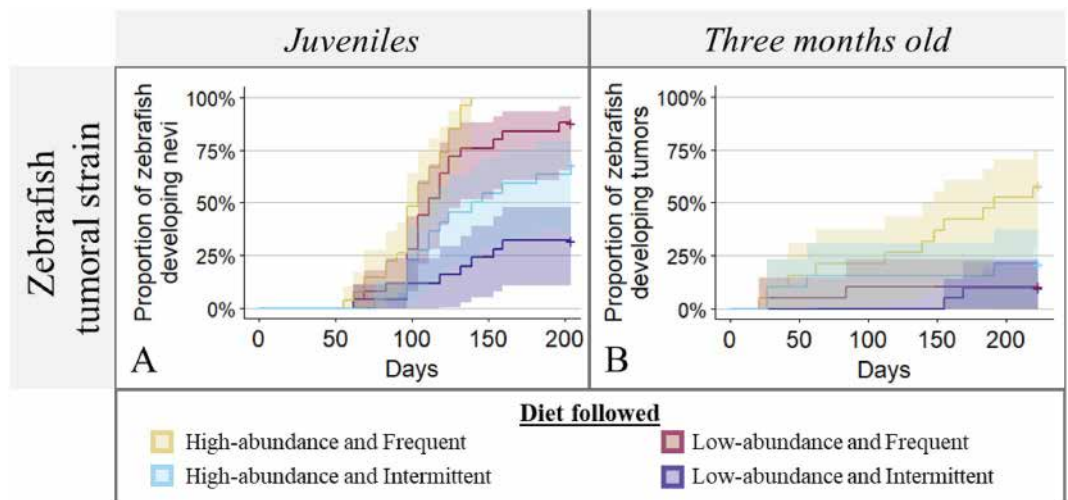 Juveniles
Three months old
Zebrafish
tumoral strain
Proportion of zebrafish
developing nevi
100%
75%
50%
25%
0%
0 50 100 150 200
Days
A
Proportion of zebrafish
developing tumors
100%
75%
50%
25%
0%
0 50 100 150 200
Days
B
Diet followed
High-abundance and Frequent
Low-abundance and Frequent
High-abundance and Intermittent
Low-abundance and Intermittent